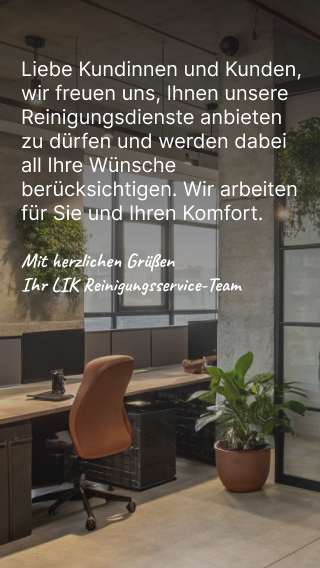 Liebe Kundinnen und Kunden,
wir freuen uns, Ihnen unsere
Reinigungsdienste anbieten
zu dürfen und werden dabei
all Ihre Wünsche
berücksichtigen. Wir arbeiten
für Sie und Ihren Komfort.
Mit herzlichen Grüßen
Ihr LIK Reinigungsservice-Team